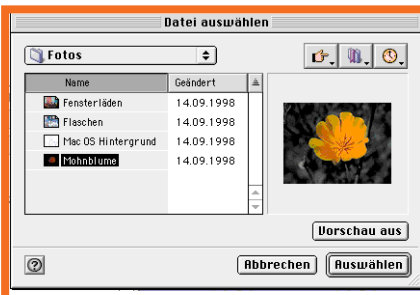 Datei auswählen
Fotos
Name Geändert
Fensterläden 14.09.1998
Flaschen 14.09.1998
Mac OS Hintergrund 14.09.1998
Mohnblume 14.09.1998
Vorschau aus
? Abbrechen Auswählen